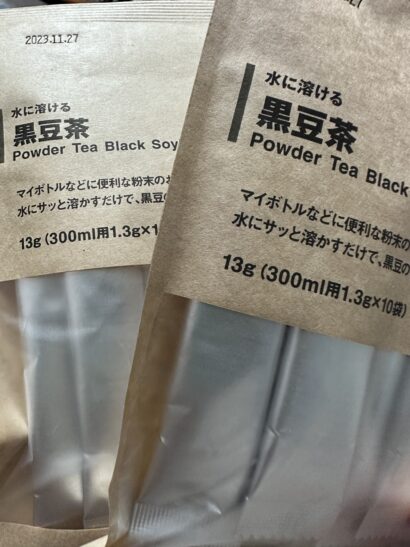 2023.11.27
水に溶ける
黒豆茶
Powder Tea Black Soy
マイボトルなどに便利な粉末のお
水にサッと溶かすだけで、黒豆の
13g (300ml用1.3g×1
水に溶ける
黒豆茶
Powder Tea Black
マイボトルなどに便利な粉末の
水にサッと溶かすだけで、黒豆の
13g (300ml用1.3g×10袋)